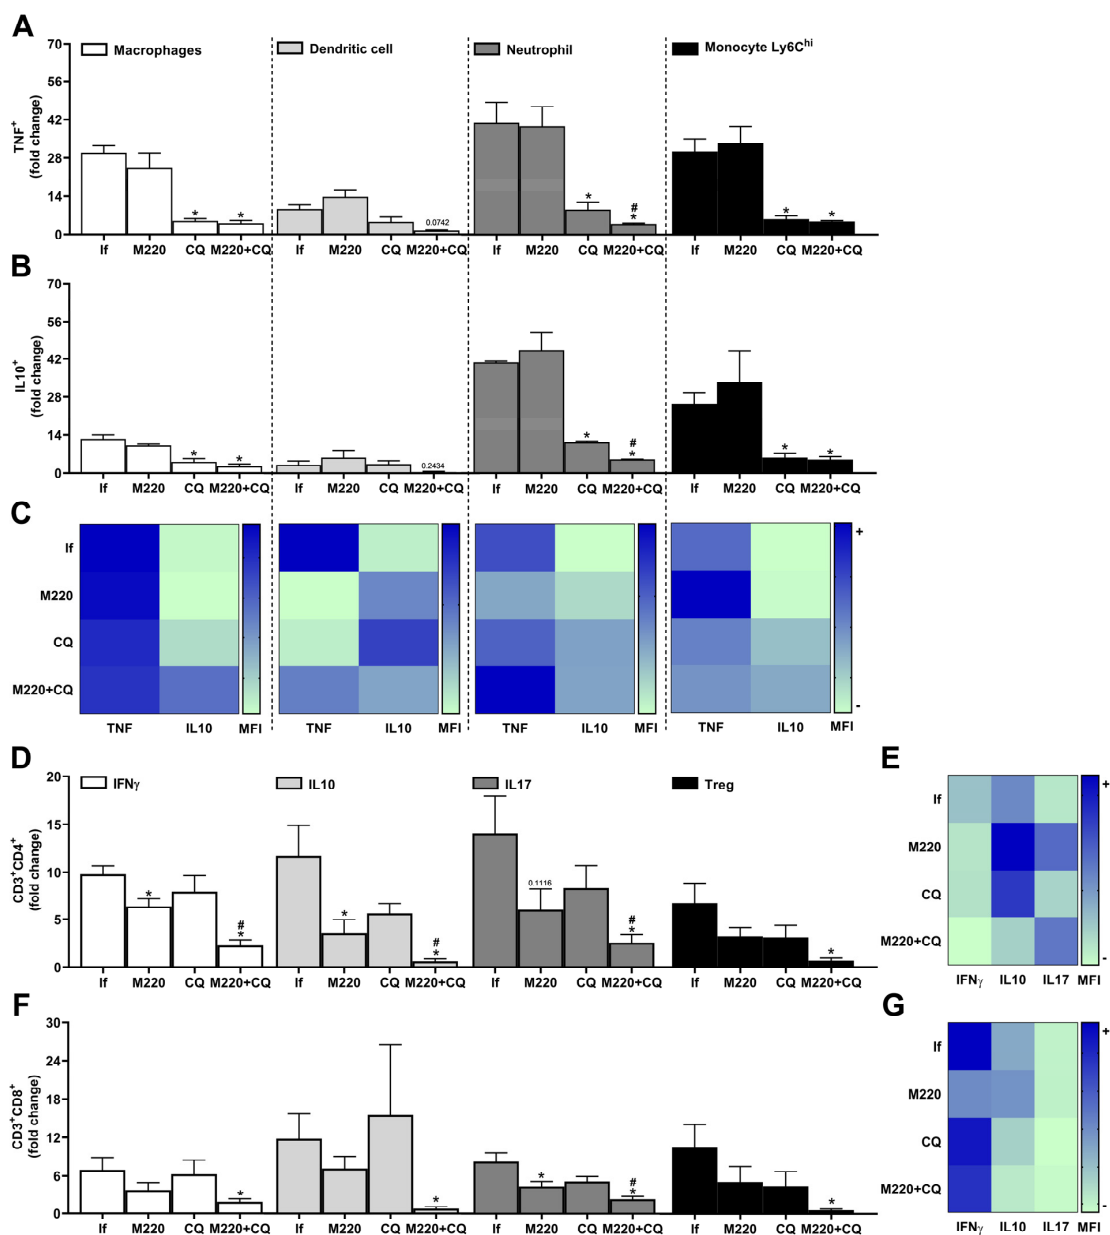 A
Macrophages
Dendritic cell
Neutrophil
Monocyte Ly6Chi
TNF+
(fold change)
70
56
42
28
14
0
* * 0.0742 * # * * *
If M220 CQ M220+CQ If M220 CQ M220+CQ If M220 CQ M220+CQ If M220 CQ M220+CQ
B
IL10+
(fold change)
70
56
42
28
14
0
* * 0.2434 * # * * *
If M220 CQ M220+CQ If M220 CQ M220+CQ If M220 CQ M220+CQ If M220 CQ M220+CQ
C
If
M220
CQ
M220+CQ
+
-
TNF IL10 MFI TNF IL10 MFI TNF IL10 MFI TNF IL10 MFI
D
IFNγ
IL10
IL17
Treg
CD3+CD4+
(fold change)
20
15
10
5
0
* # * * # * 0.1116 # * *
If M220 CQ M220+CQ If M220 CQ M220+CQ If M220 CQ M220+CQ If M220 CQ M220+CQ
E
If
M220
CQ
M220+CQ
+
-
IFNγ IL10 IL17 MFI
F
CD3+CD8+
(fold change)
30
24
18
12
6
0
* * * # * *
If M220 CQ M220+CQ If M220 CQ M220+CQ If M220 CQ M220+CQ If M220 CQ M220+CQ
G
If
M220
CQ
M220+CQ
+
-
IFNγ IL10 IL17 MFI